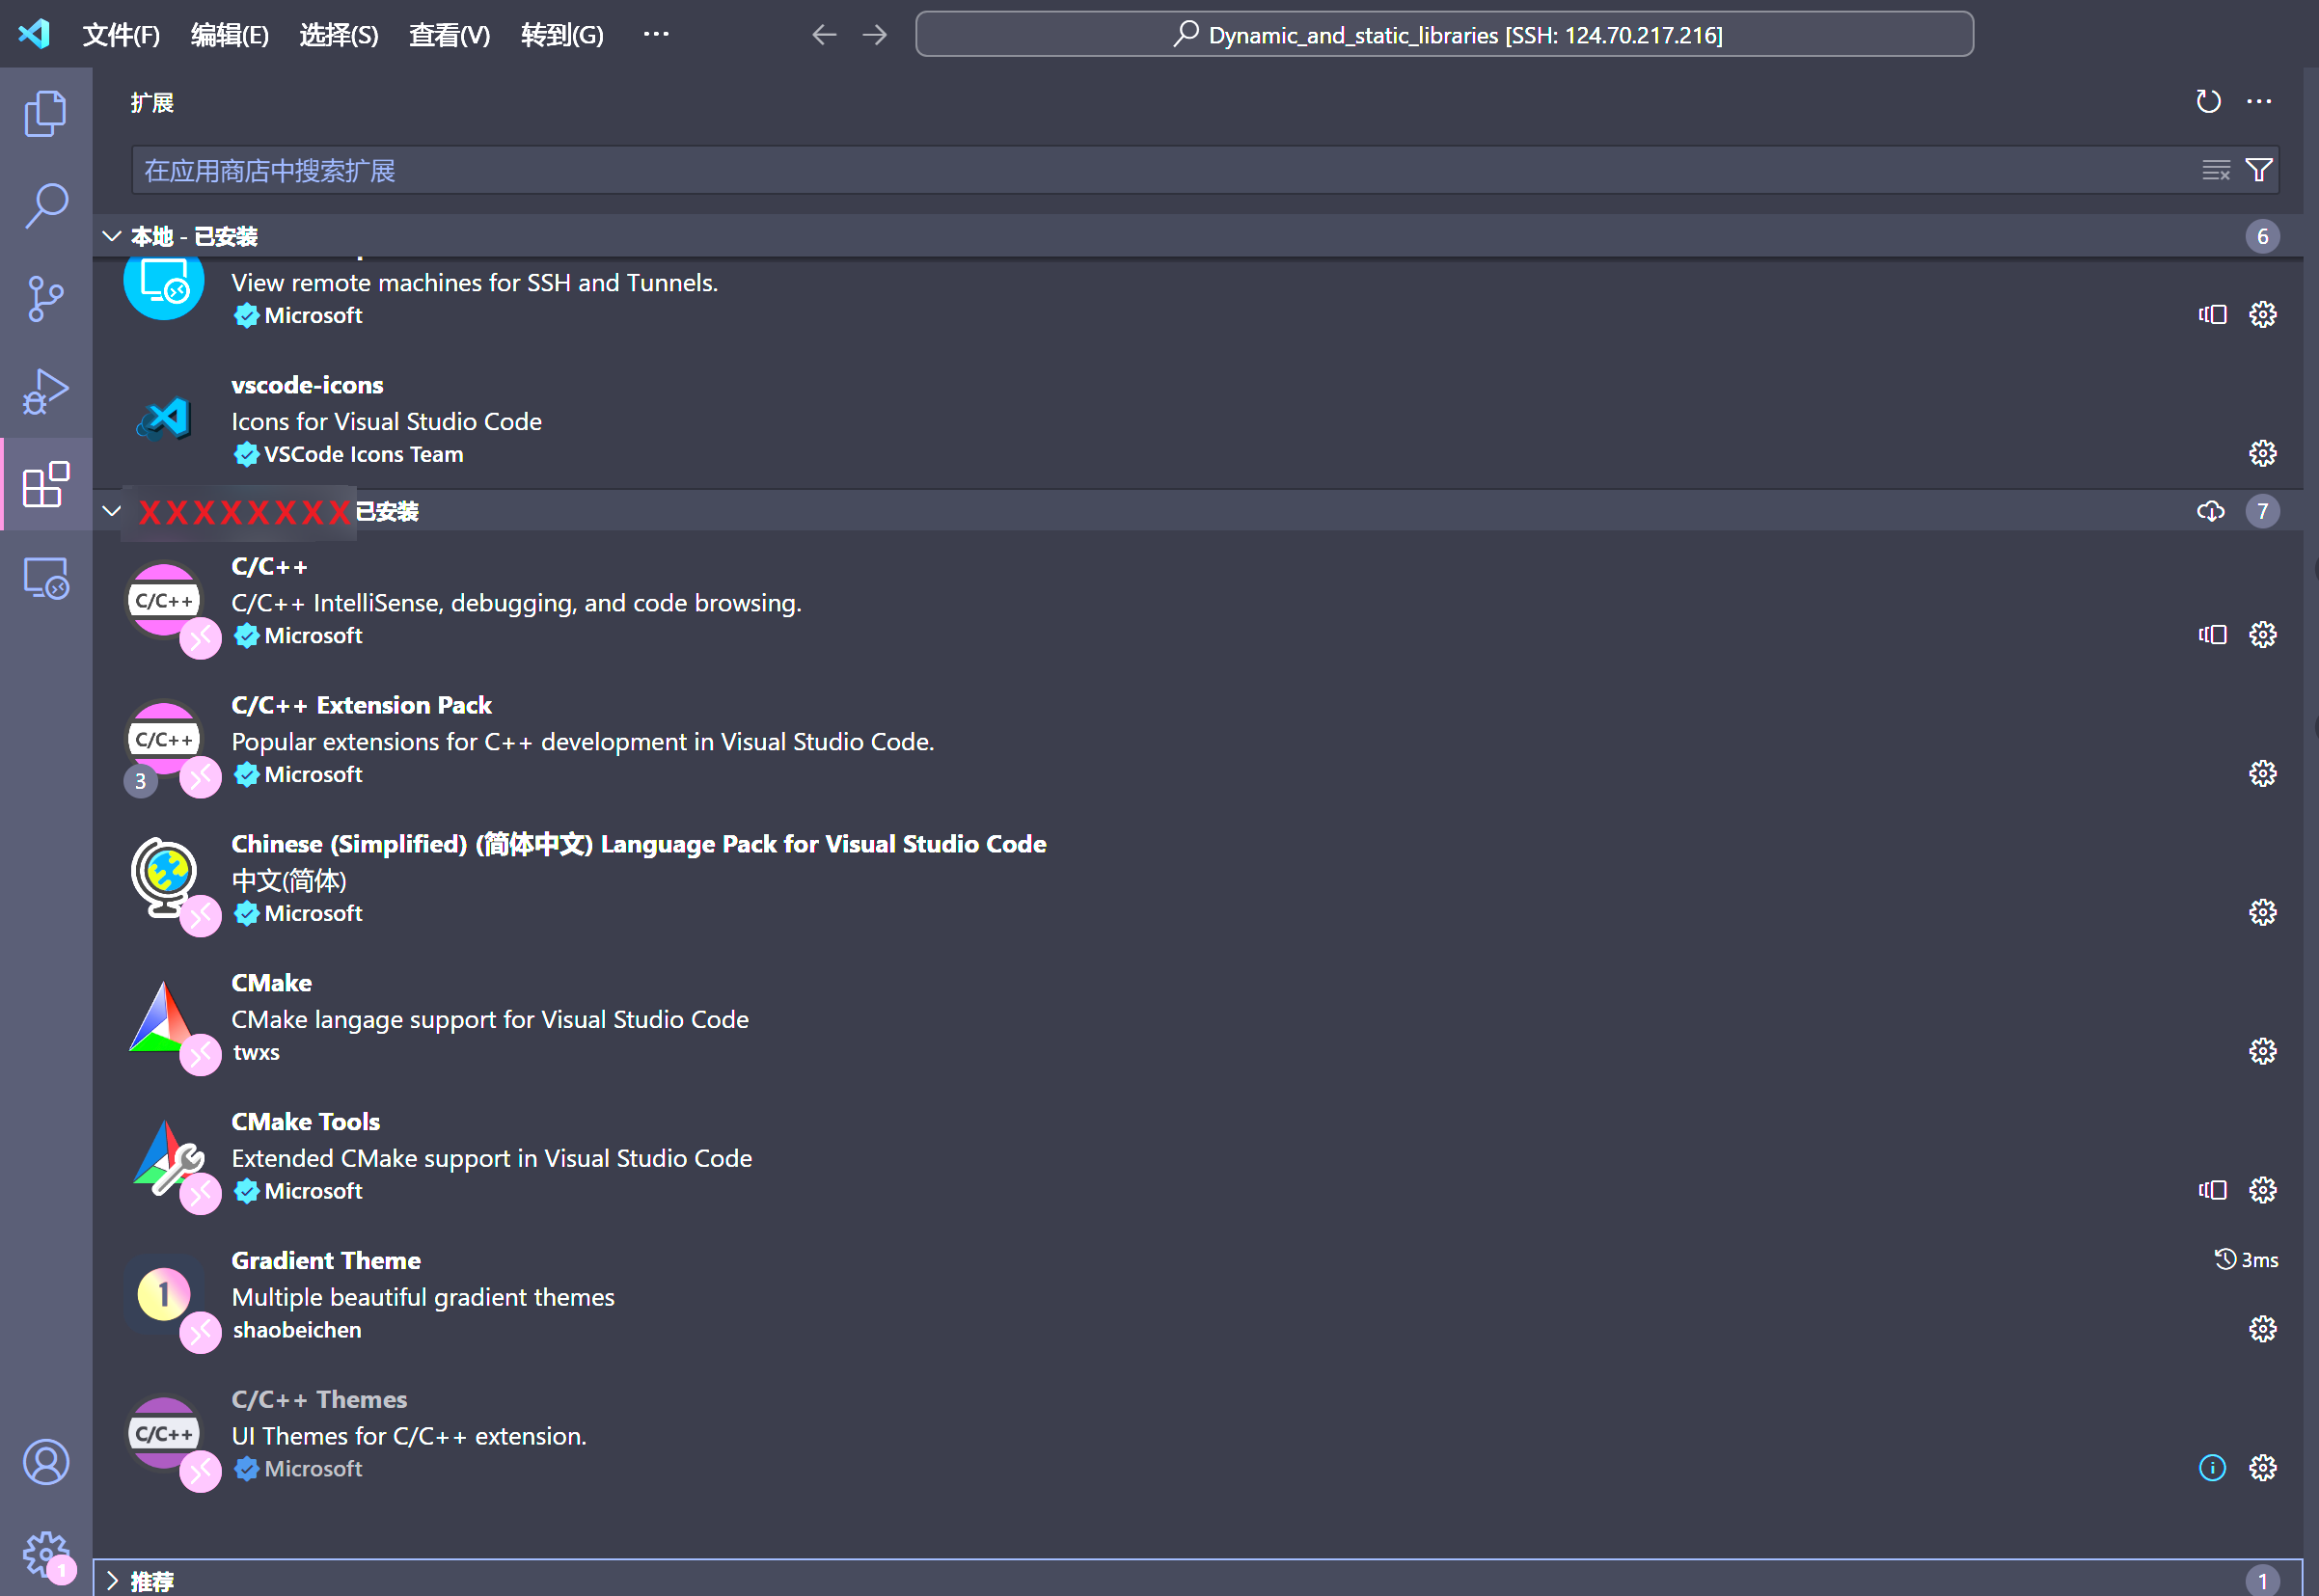 文件(F) 编辑(E) 选择(S) 查看(V) 转到(G) ··· Dynamic_and_static_libraries [SSH: 124.70.217.216]
扩展
在应用商店中搜索扩展
本地 - 已安装 6
View remote machines for SSH and Tunnels.
Microsoft
vscode-icons
Icons for Visual Studio Code
VSCode Icons Team
XXXXXXXX已安装 7
C/C++
C/C++
C/C++ IntelliSense, debugging, and code browsing.
Microsoft
C/C++ Extension Pack
C/C++
Popular extensions for C++ development in Visual Studio Code.
3
Microsoft
Chinese (Simplified) (简体中文) Language Pack for Visual Studio Code
中文(简体)
Microsoft
CMake
CMake langage support for Visual Studio Code
twxs
CMake Tools
Extended CMake support in Visual Studio Code
Microsoft
Gradient Theme 3ms
1
Multiple beautiful gradient themes
shaobeichen
C/C++ Themes
C/C++
UI Themes for C/C++ extension.
Microsoft
1
推荐 1